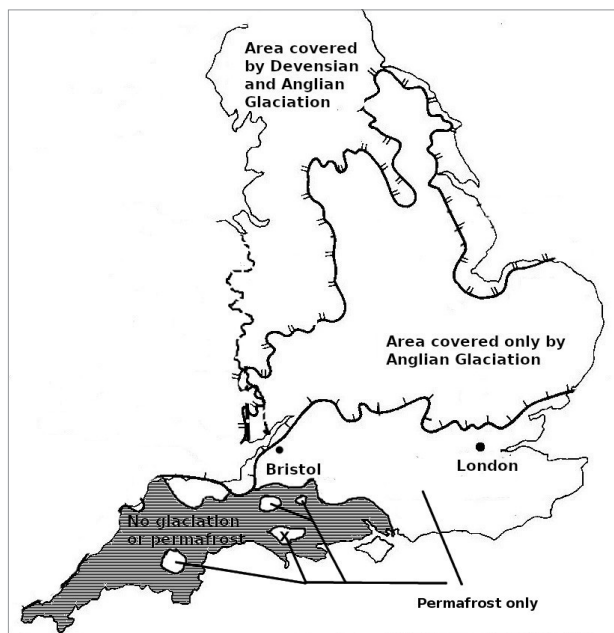 Area covered
by Devensian
and Anglian
Glaciation
Area covered only by
Anglian Glaciation
Bristol
London
No glaciation
or permafrost
X
Permafrost only